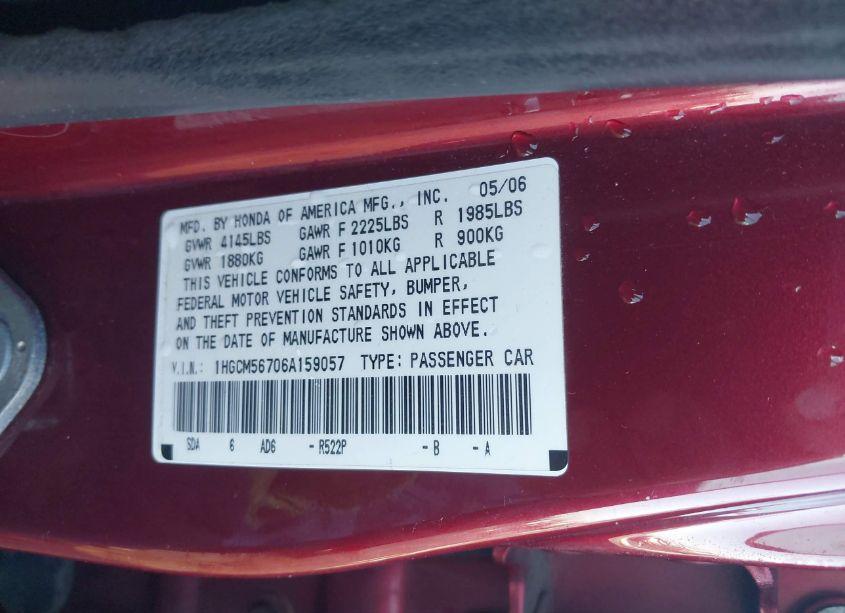 MFD. BY HONDA OF AMERICA MFG., INC. 05/06
GVWR 4145LBS GAWR F 2225LBS R 1985LBS
GVWR 1880KG GAWR F 1010KG R 900KG
THIS VEHICLE CONFORMS TO ALL APPLICABLE
FEDERAL MOTOR VEHICLE SAFETY, BUMPER,
AND THEFT PREVENTION STANDARDS IN EFFECT
ON THE DATE OF MANUFACTURE SHOWN ABOVE.
V.I.N.: 1HGCM56706A159057 TYPE: PASSENGER CAR
SDA 6 AD6 - R522P - B - A